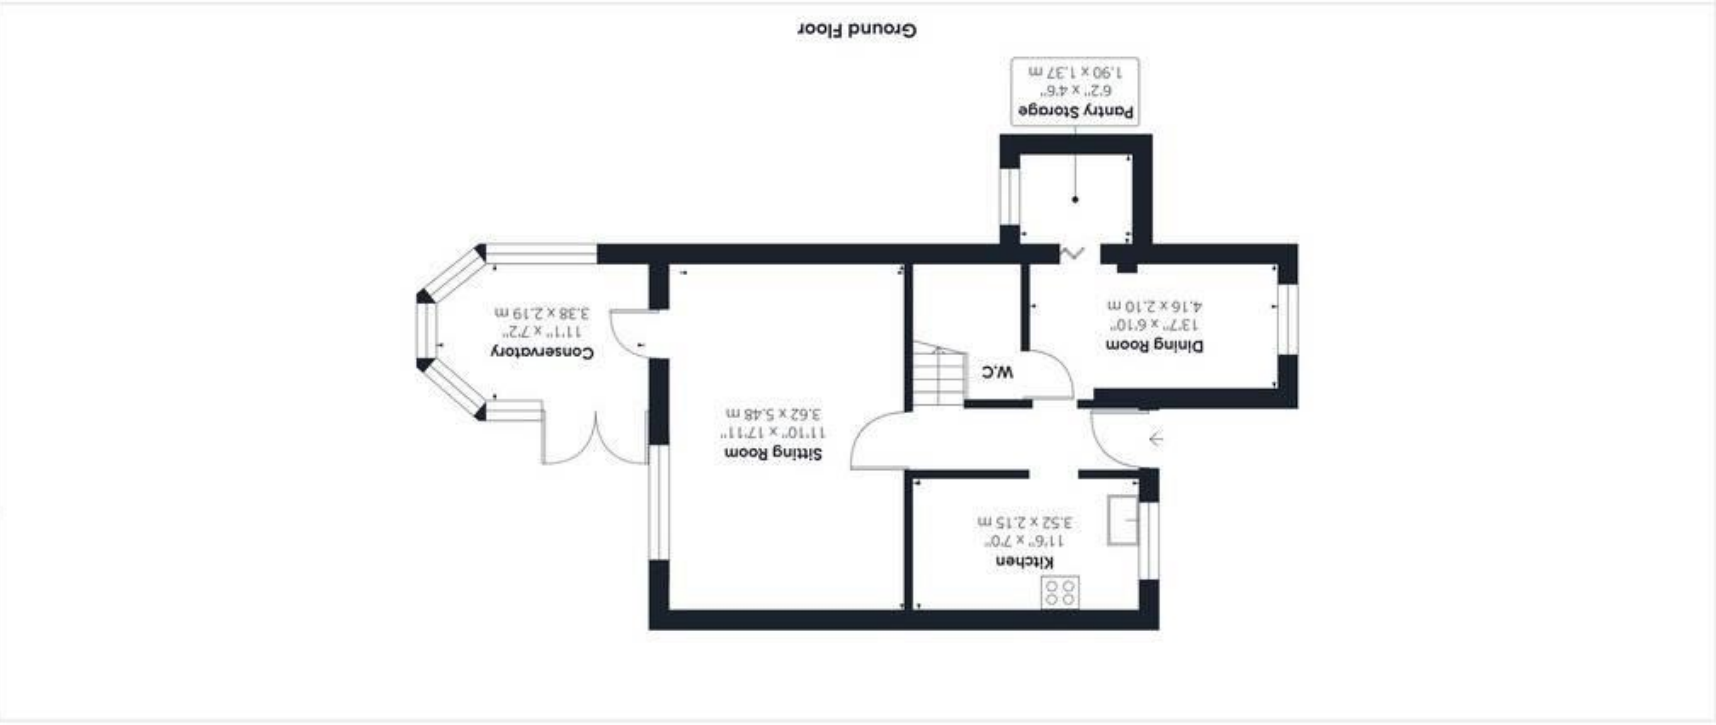 Kitchen
11'6" x 7'0"
3.52 x 2.15 m
Sitting Room
11'10" x 17'11"
3.62 x 5.48 m
W.C
Dining Room
13'7" x 6'10"
4.16 x 2.10 m
Conservatory
11'1" x 7'2"
3.38 x 2.19 m
Pantry Storage
6'2" x 4'6"
1.90 x 1.37 m
Ground Floor